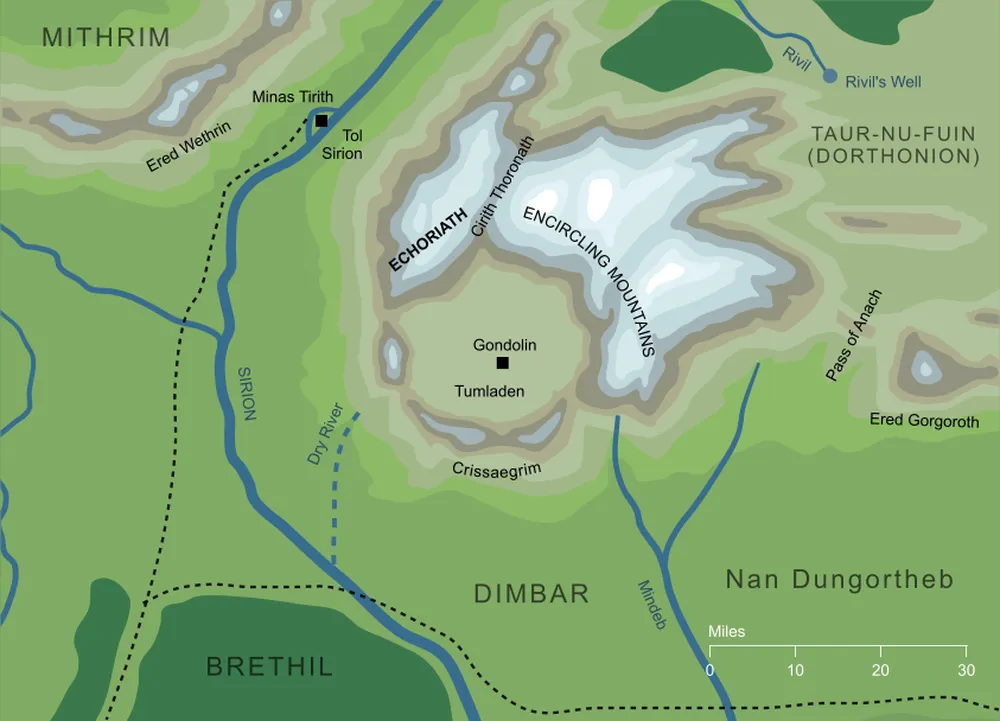 MITHRIM
Rivil
Rivil's Well
Minas Tirith
Tol
Sirion
Ered Wethrin
TAUR-NU-FUIN
(DORTHONION)
Cirith Thoronath
ECHORIATH
ENCIRCLING MOUNTAINS
Pass of Anach
Gondolin
Tumladen
SIRION
Dry River
Ered Gorgoroth
Crissaegrim
DIMBAR
Mindeb
Nan Dungortheb
Miles
0 10 20 30
BRETHIL